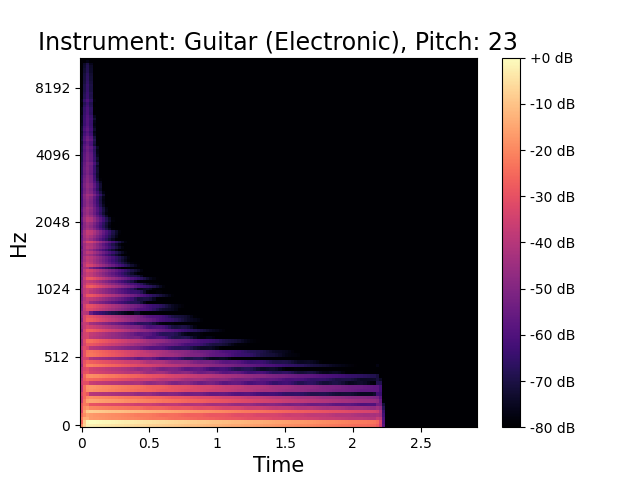 Instrument: Guitar (Electronic), Pitch: 23
8192
4096
2048
1024
512
0
Hz
0
0.5
1
1.5
2
2.5
Time
+0 dB
-10 dB
-20 dB
-30 dB
-40 dB
-50 dB
-60 dB
-70 dB
-80 dB